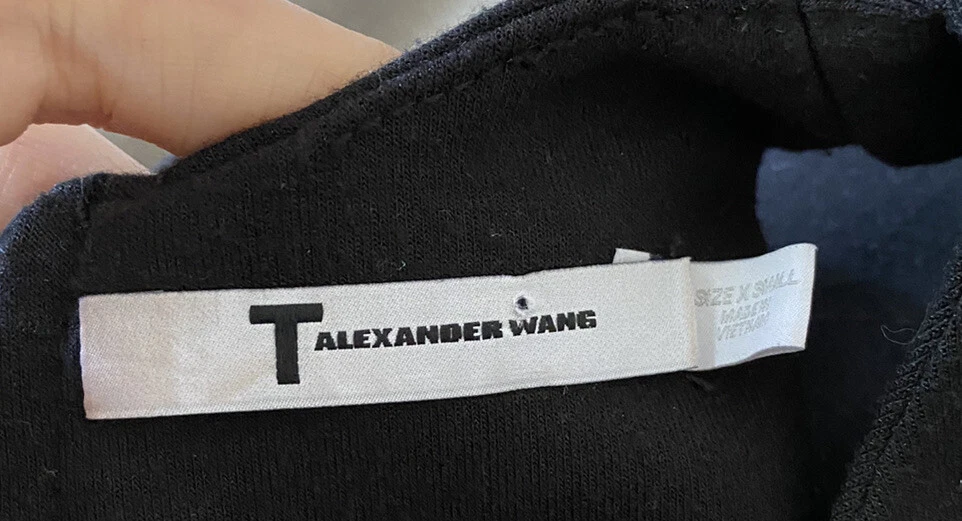 T ALEXANDER WANG
SIZE X SMALL
MADE IN
VIETNAM